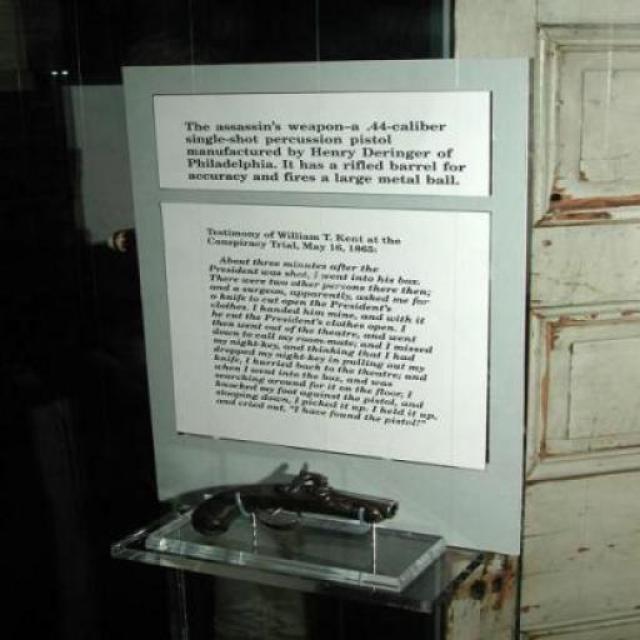 The assassin's weapon–a .44-caliber
single-shot percussion pistol
manufactured by Henry Deringer of
Philadelphia. It has a rifled barrel for
accuracy and fires a large metal ball.
Testimony of William T. Kent at the
Conspiracy Trial, May 16, 1865:
About three minutes after the
President was shot, I went into his box.
There were two other persons there then;
and a surgeon, apparently, asked me for
a knife to cut open the President's
clothes. I handed him mine, and with it
he cut the President's clothes open. I
then went out of the theatre, and went
down to call my room-mate, and I missed
my night-key, and thinking that I had
dropped my night-key in pulling out my
knife, I hurried back to the theatre; and
when I went into the box, and was
searching around for it on the floor, I
knocked my foot against the pistol, and
stooping down, I picked it up. I held it up,
and cried out, "I have found the pistol!"